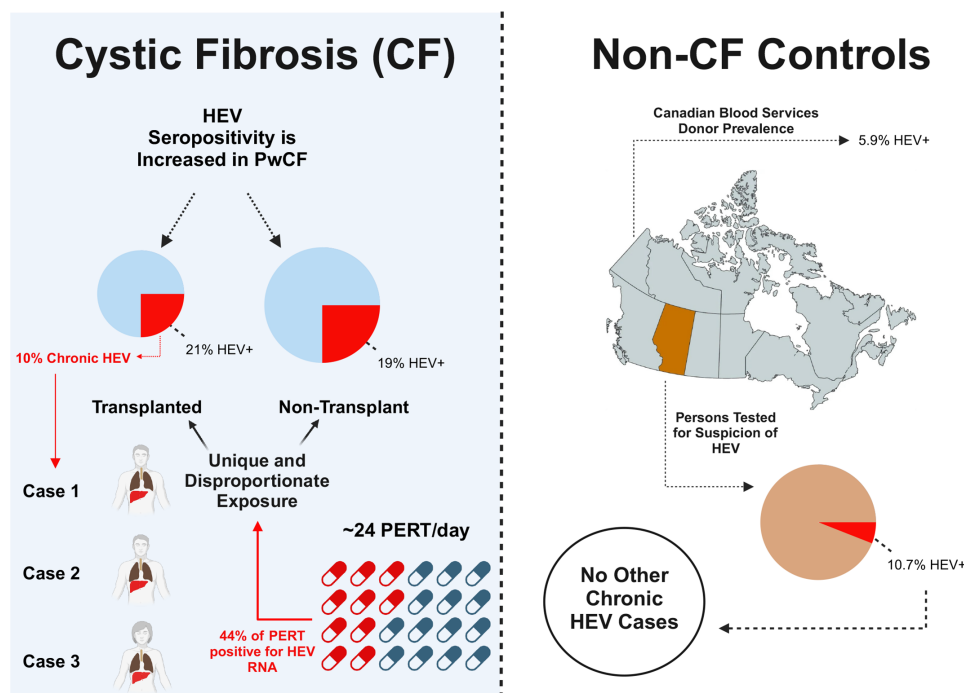 Cystic Fibrosis (CF)
HEV
Seropositivity is
Increased in PwCF
21% HEV+
19% HEV+
10% Chronic HEV
Transplanted
Non-Transplant
Unique and
Disproportionate
Exposure
Case 1
Case 2
Case 3
~24 PERT/day
44% of PERT
positive for HEV
RNA
Non-CF Controls
Canadian Blood Services
Donor Prevalence
5.9% HEV+
Persons Tested
for Suspicion of
HEV
10.7% HEV+
No Other
Chronic
HEV Cases